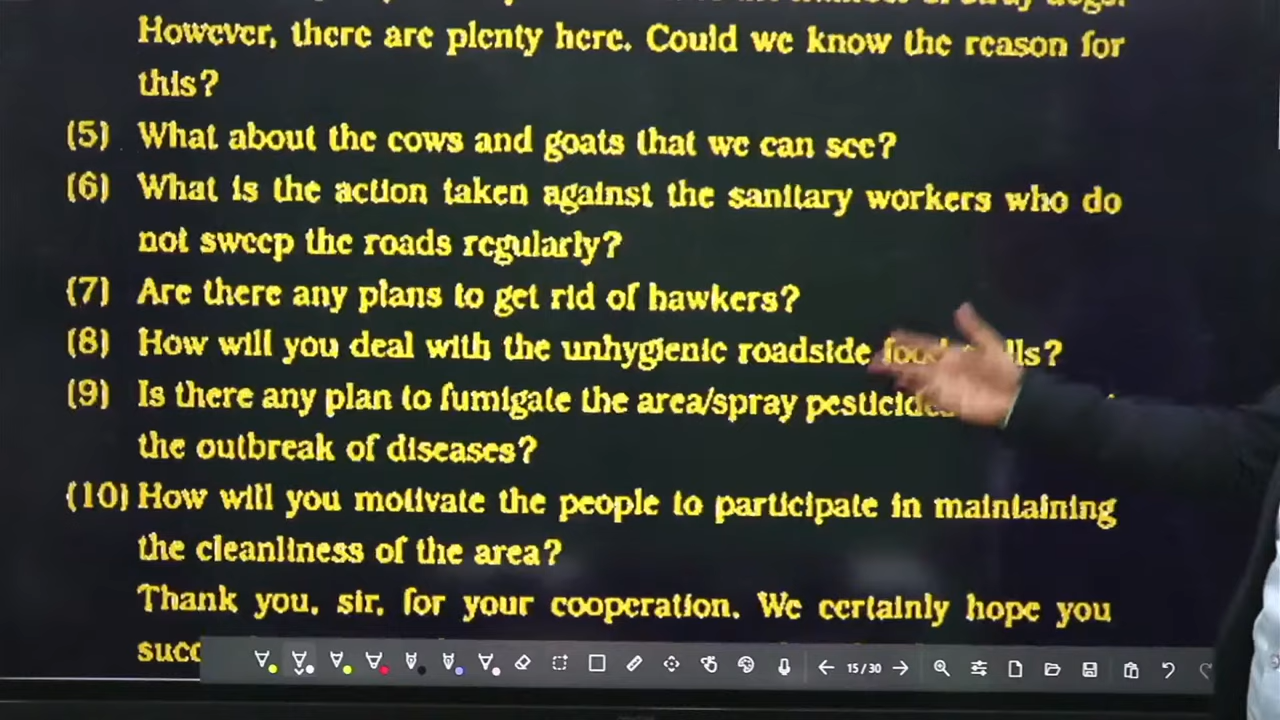 stray dogs.
However, there are plenty here. Could we know the reason for
this?
(5) What about the cows and goats that we can see?
(6) What is the action taken against the sanitary workers who do
not sweep the roads regularly?
(7) Are there any plans to get rid of hawkers?
(8) How will you deal with the unhygienic roadside
(9) Is there any plan to fumigate the area/spray
the outbreak of diseases?
(10) How will you motivate the people to participate in maintaining
the cleanliness of the area?
Thank you, sir, for your cooperation. We certainly hope you
15/30